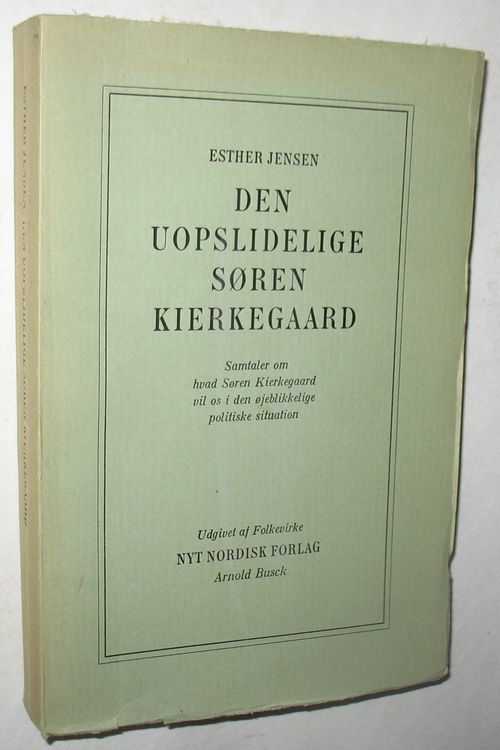 ESTHER JENSEN
DEN
UOPSLIDELIGE
SØREN
KIERKEGAARD
Samtaler om
hvad Søren Kierkegaard
vil os i den øjeblikkelige
politiske situation
Udgivet af Folkevirke
NYT NORDISK FORLAG
Arnold Busck